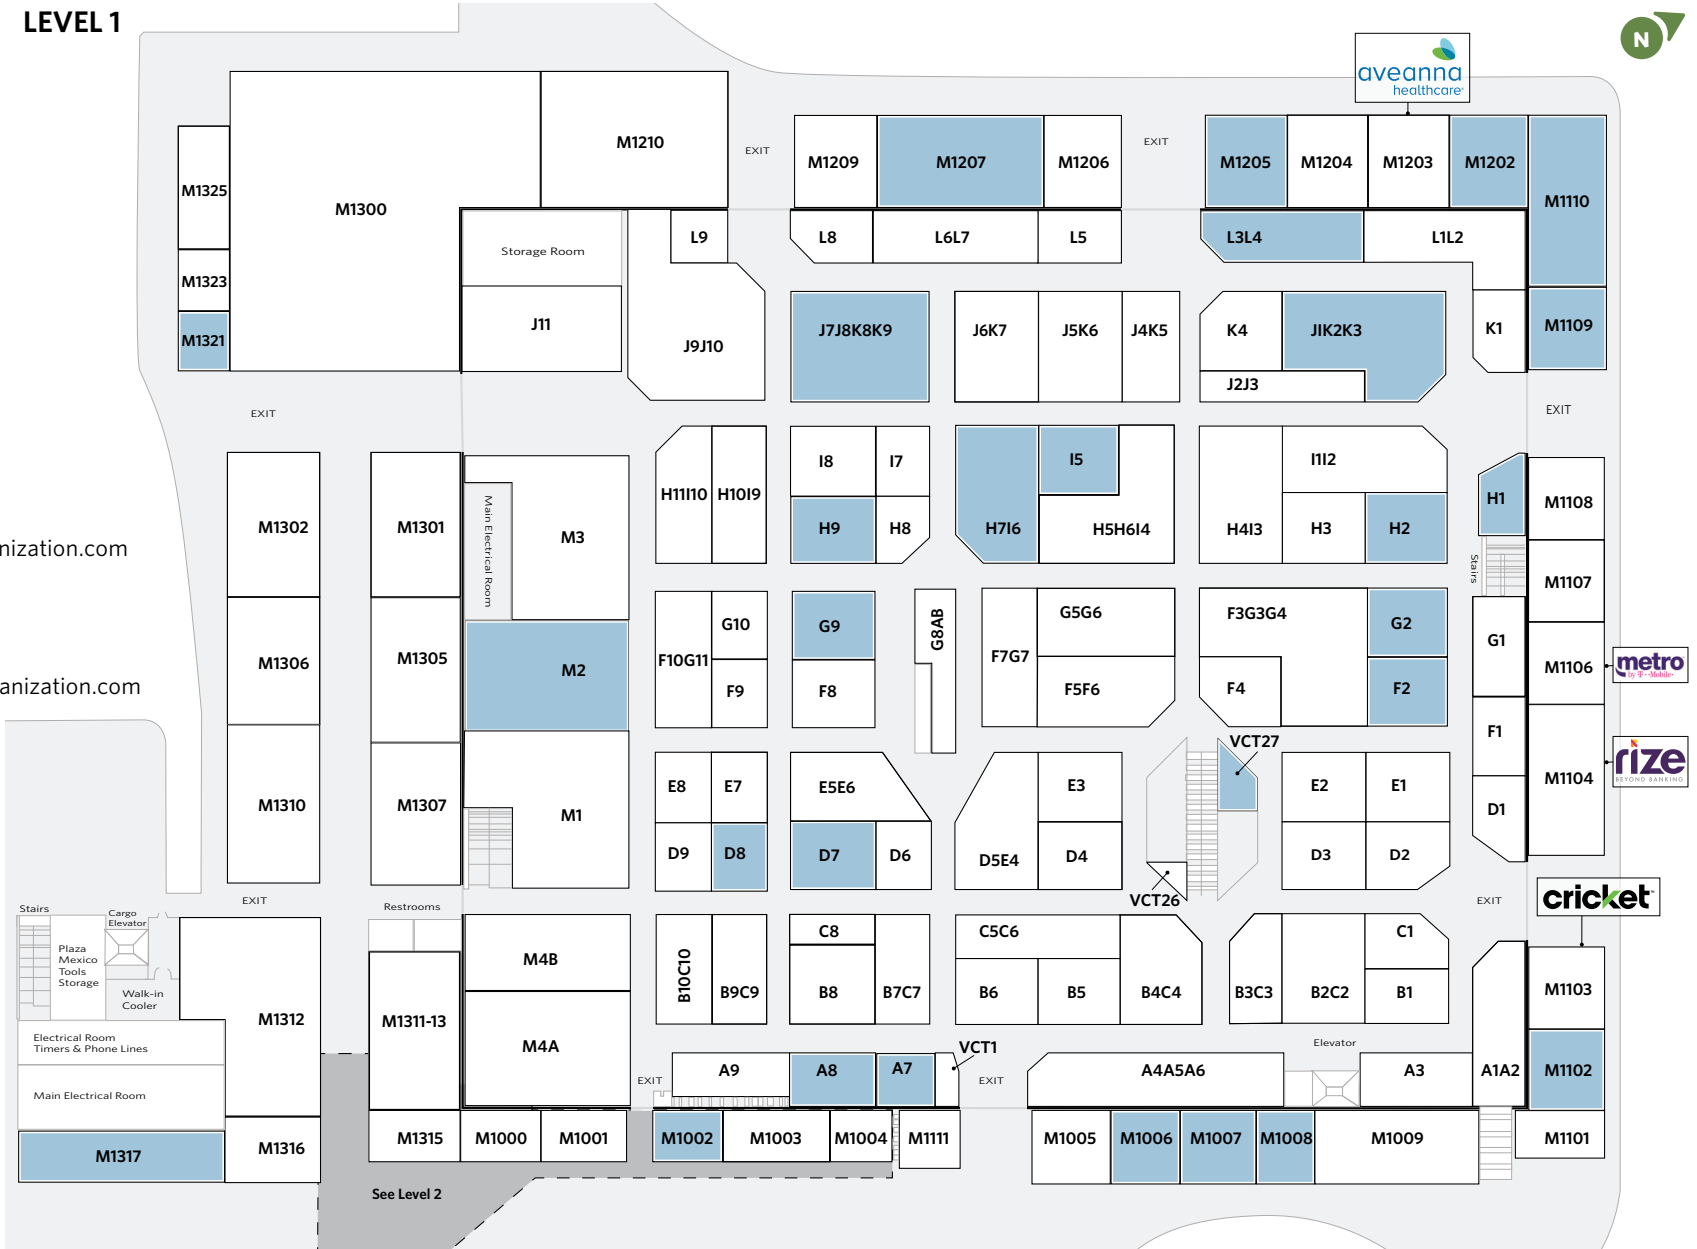 LEVEL 1
N
aveanna
healthcare
M1210
EXIT
M1209
M1207
M1206
EXIT
M1205
M1204
M1203
M1202
M1325
M1300
M1110
L9
L8
L6L7
L5
L3L4
L1L2
Storage Room
M1323
J11
M1321
J9J10
J7J8K8K9
J6K7
J5K6
J4K5
K4
JIK2K3
K1
M1109
J2J3
EXIT
EXIT
I8
I7
I5
I1I2
H11I10
H10I9
H1
M1108
M1302
M1301
Main Electrical Room
M3
H9
H8
H7I6
H5H6I4
H4I3
H3
H2
nization.com
Stairs
M1107
G10
G9
G8AB
G5G6
F3G3G4
G2
G1
M1306
M1305
M2
F10G11
F7G7
M1106
metro
by T-Mobile
anization.com
F9
F8
F5F6
F4
F2
F1
VCT27
rize
BEYOND BANKING
M1104
E8
E7
E5E6
E3
E2
E1
M1310
M1307
M1
D1
D9
D8
D7
D6
D5E4
D4
D3
D2
EXIT
Restrooms
VCT26
EXIT
cricket
Stairs
Cargo
Elevator
Plaza
Mexico
Tools
Storage
Walk-in
Cooler
M4B
C8
C5C6
C1
B10C10
B9C9
B8
B7C7
B6
B5
B4C4
B3C3
B2C2
B1
M1103
M1312
M1311-13
Electrical Room
Timers & Phone Lines
M4A
VCT1
Elevator
Main Electrical Room
EXIT
A9
A8
A7
EXIT
A4A5A6
A3
A1A2
M1102
M1317
M1316
M1315
M1000
M1001
M1002
M1003
M1004
M1111
M1005
M1006
M1007
M1008
M1009
M1101
See Level 2